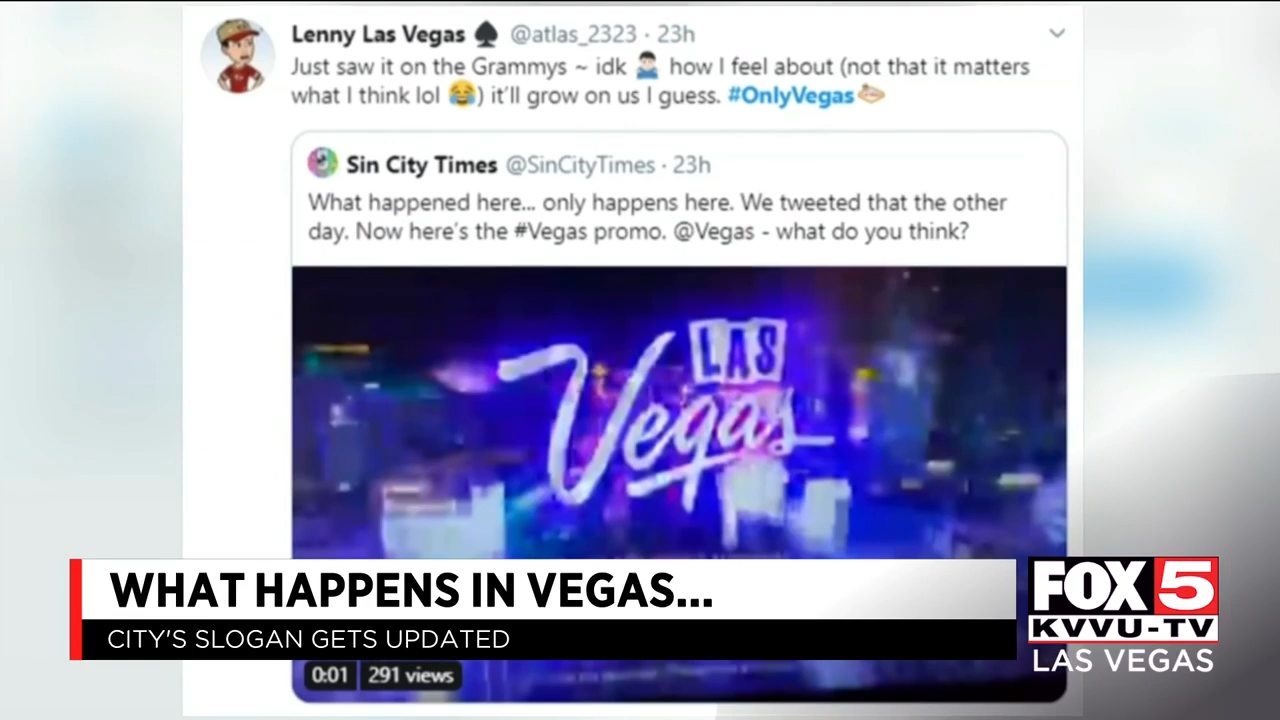 Lenny Las Vegas ♠ @atlas_2323 · 23h
Just saw it on the Grammys ~ idk 🤷🏻‍♂️ how I feel about (not that it matters
what I think lol 😂) it'll grow on us I guess. #OnlyVegas
Sin City Times @SinCityTimes · 23h
What happened here... only happens here. We tweeted that the other
day. Now here's the #Vegas promo. @Vegas - what do you think?
LAS
Vegas
WHAT HAPPENS IN VEGAS...
CITY'S SLOGAN GETS UPDATED
FOX 5
KVVU-TV
LAS VEGAS
0:01 291 views